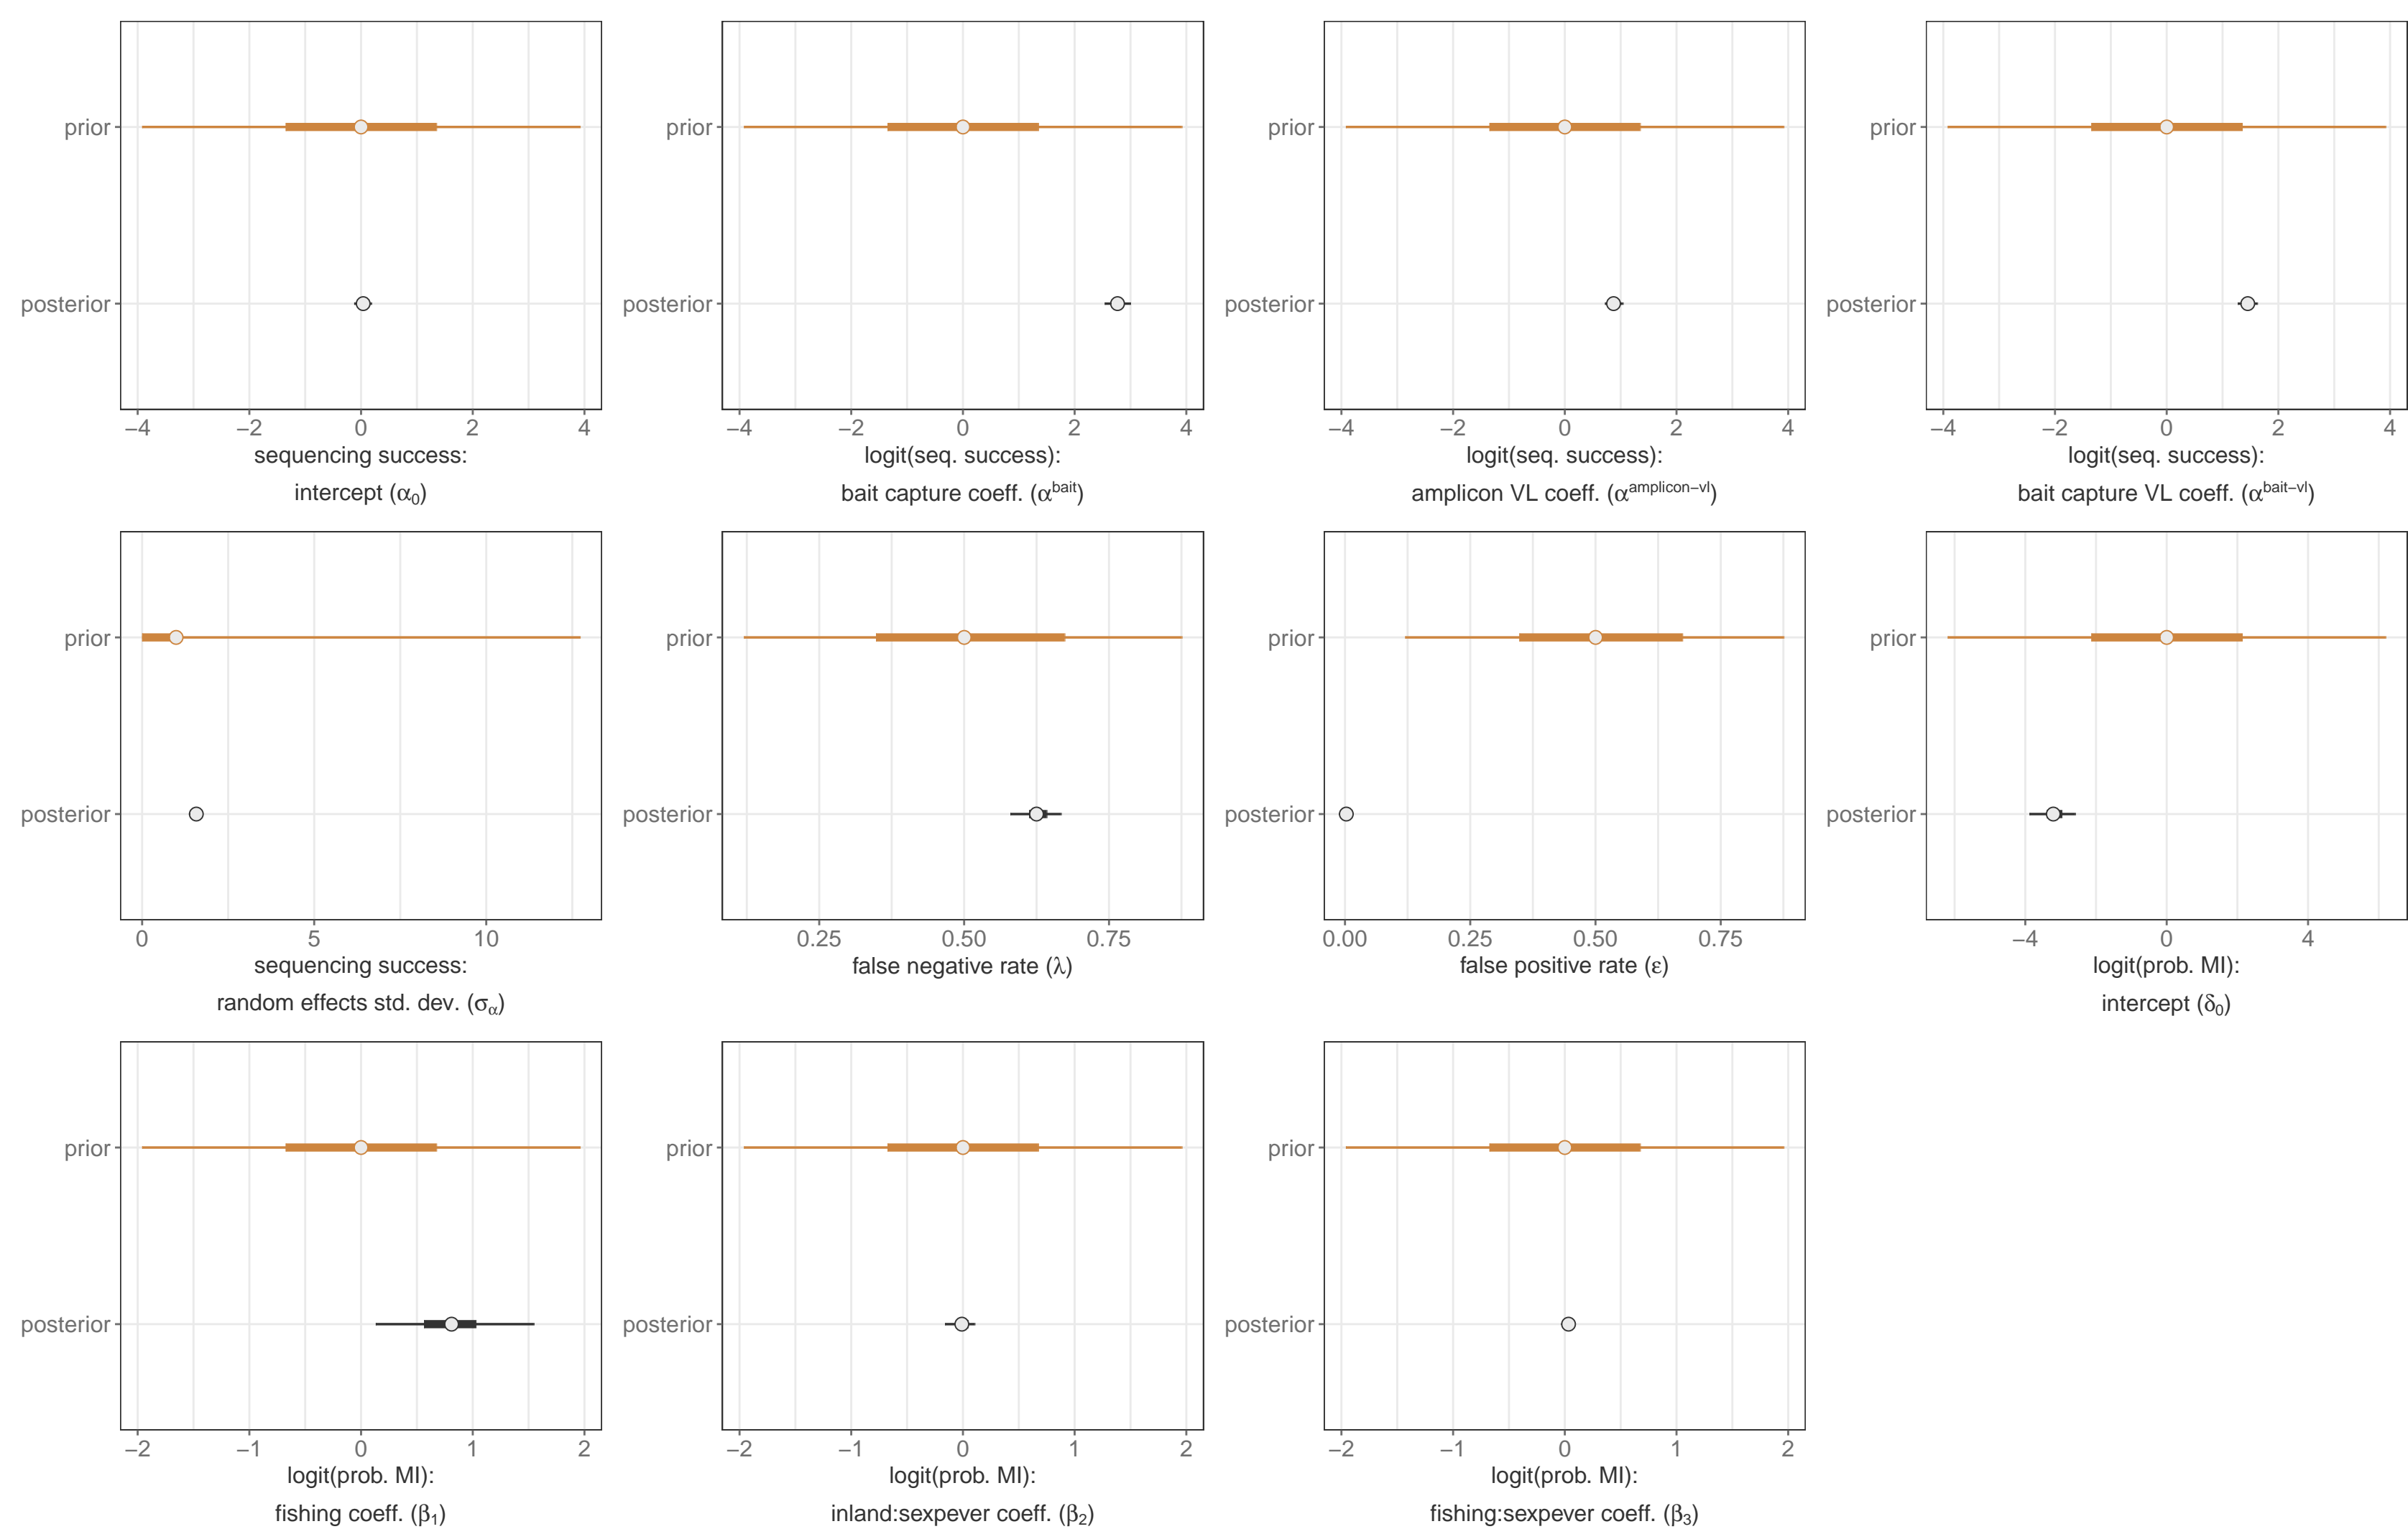 prior
posterior
−4 −2 0 2 4
sequencing success:
intercept (α0)
prior
posterior
−4 −2 0 2 4
logit(seq. success):
bait capture coeff. (α^bait)
prior
posterior
−4 −2 0 2 4
logit(seq. success):
amplicon VL coeff. (α^amplicon−vl)
prior
posterior
−4 −2 0 2 4
logit(seq. success):
bait capture VL coeff. (α^bait−vl)
prior
posterior
0 5 10
sequencing success:
random effects std. dev. (σα)
prior
posterior
0.25 0.50 0.75
false negative rate (λ)
prior
posterior
0.00 0.25 0.50 0.75
false positive rate (ε)
prior
posterior
−4 0 4
logit(prob. MI):
intercept (δ0)
prior
posterior
−2 −1 0 1 2
logit(prob. MI):
fishing coeff. (β1)
prior
posterior
−2 −1 0 1 2
logit(prob. MI):
inland:sexpever coeff. (β2)
prior
posterior
−2 −1 0 1 2
logit(prob. MI):
fishing:sexpever coeff. (β3)